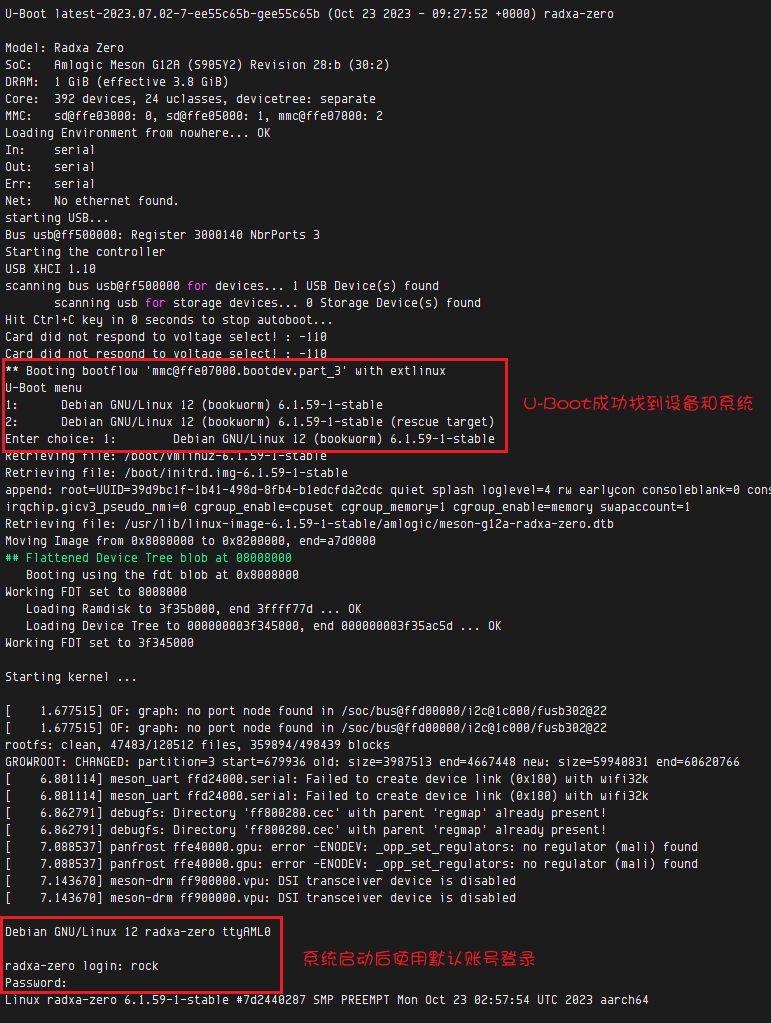 U-Boot latest-2023.07.02-7-ee55c65b-gee55c65b (Oct 23 2023 - 09:27:52 +0000) radxa-zero
Model: Radxa Zero
SoC:   Amlogic Meson G12A (S905Y2) Revision 28:b (30:2)
DRAM:  1 GiB (effective 3.8 GiB)
Core:  392 devices, 24 uclasses, devicetree: separate
MMC:   sd@ffe03000: 0, sd@ffe05000: 1, mmc@ffe07000: 2
Loading Environment from nowhere... OK
In:    serial
Out:   serial
Err:   serial
Net:   No ethernet found.
starting USB...
Bus usb@ff500000: Register 3000140 NbrPorts 3
Starting the controller
USB XHCI 1.10
scanning bus usb@ff500000 for devices... 1 USB Device(s) found
       scanning usb for storage devices... 0 Storage Device(s) found
Hit Ctrl+C key in 0 seconds to stop autoboot...
Card did not respond to voltage select! : -110
Card did not respond to voltage select! : -110
** Booting bootflow 'mmc@ffe07000.bootdev.part_3' with extlinux
U-Boot menu
1:      Debian GNU/Linux 12 (bookworm) 6.1.59-1-stable
U-Boot成功找到设备和系统
2:      Debian GNU/Linux 12 (bookworm) 6.1.59-1-stable (rescue target)
Enter choice: 1:       Debian GNU/Linux 12 (bookworm) 6.1.59-1-stable
Retrieving file: /boot/vmlinuz-6.1.59-1-stable
Retrieving file: /boot/initrd.img-6.1.59-1-stable
append: root=UUID=39d9bc1f-1b41-498d-8fb4-b1edcfda2cdc quiet splash loglevel=4 rw earlycon consoleblank=0 cons
irqchip.gicv3_pseudo_nmi=0 cgroup_enable=cpuset cgroup_memory=1 cgroup_enable=memory swapaccount=1
Retrieving file: /usr/lib/linux-image-6.1.59-1-stable/amlogic/meson-g12a-radxa-zero.dtb
Moving Image from 0x8080000 to 0x8200000, end=a7d0000
## Flattened Device Tree blob at 08008000
   Booting using the fdt blob at 0x8008000
Working FDT set to 8008000
   Loading Ramdisk to 3f35b000, end 3ffff77d ... OK
   Loading Device Tree to 000000003f345000, end 000000003f35ac5d ... OK
Working FDT set to 3f345000
Starting kernel ...
[    1.677515] OF: graph: no port node found in /soc/bus@ffd00000/i2c@1c000/fusb302@22
[    1.677515] OF: graph: no port node found in /soc/bus@ffd00000/i2c@1c000/fusb302@22
rootfs: clean, 47483/128512 files, 359894/498439 blocks
GROWROOT: CHANGED: partition=3 start=679936 old: size=3987513 end=4667448 new: size=59940831 end=60620766
[    6.801114] meson_uart ffd24000.serial: Failed to create device link (0x180) with wifi32k
[    6.801114] meson_uart ffd24000.serial: Failed to create device link (0x180) with wifi32k
[    6.862791] debugfs: Directory 'ff800280.cec' with parent 'regmap' already present!
[    6.862791] debugfs: Directory 'ff800280.cec' with parent 'regmap' already present!
[    7.088537] panfrost ffe40000.gpu: error -ENODEV: _opp_set_regulators: no regulator (mali) found
[    7.088537] panfrost ffe40000.gpu: error -ENODEV: _opp_set_regulators: no regulator (mali) found
[    7.143670] meson-drm ff900000.vpu: DSI transceiver device is disabled
[    7.143670] meson-drm ff900000.vpu: DSI transceiver device is disabled
Debian GNU/Linux 12 radxa-zero ttyAML0
系统启动后使用默认账号登录
radxa-zero login: rock
Password:
Linux radxa-zero 6.1.59-1-stable #7d2440287 SMP PREEMPT Mon Oct 23 02:57:54 UTC 2023 aarch64